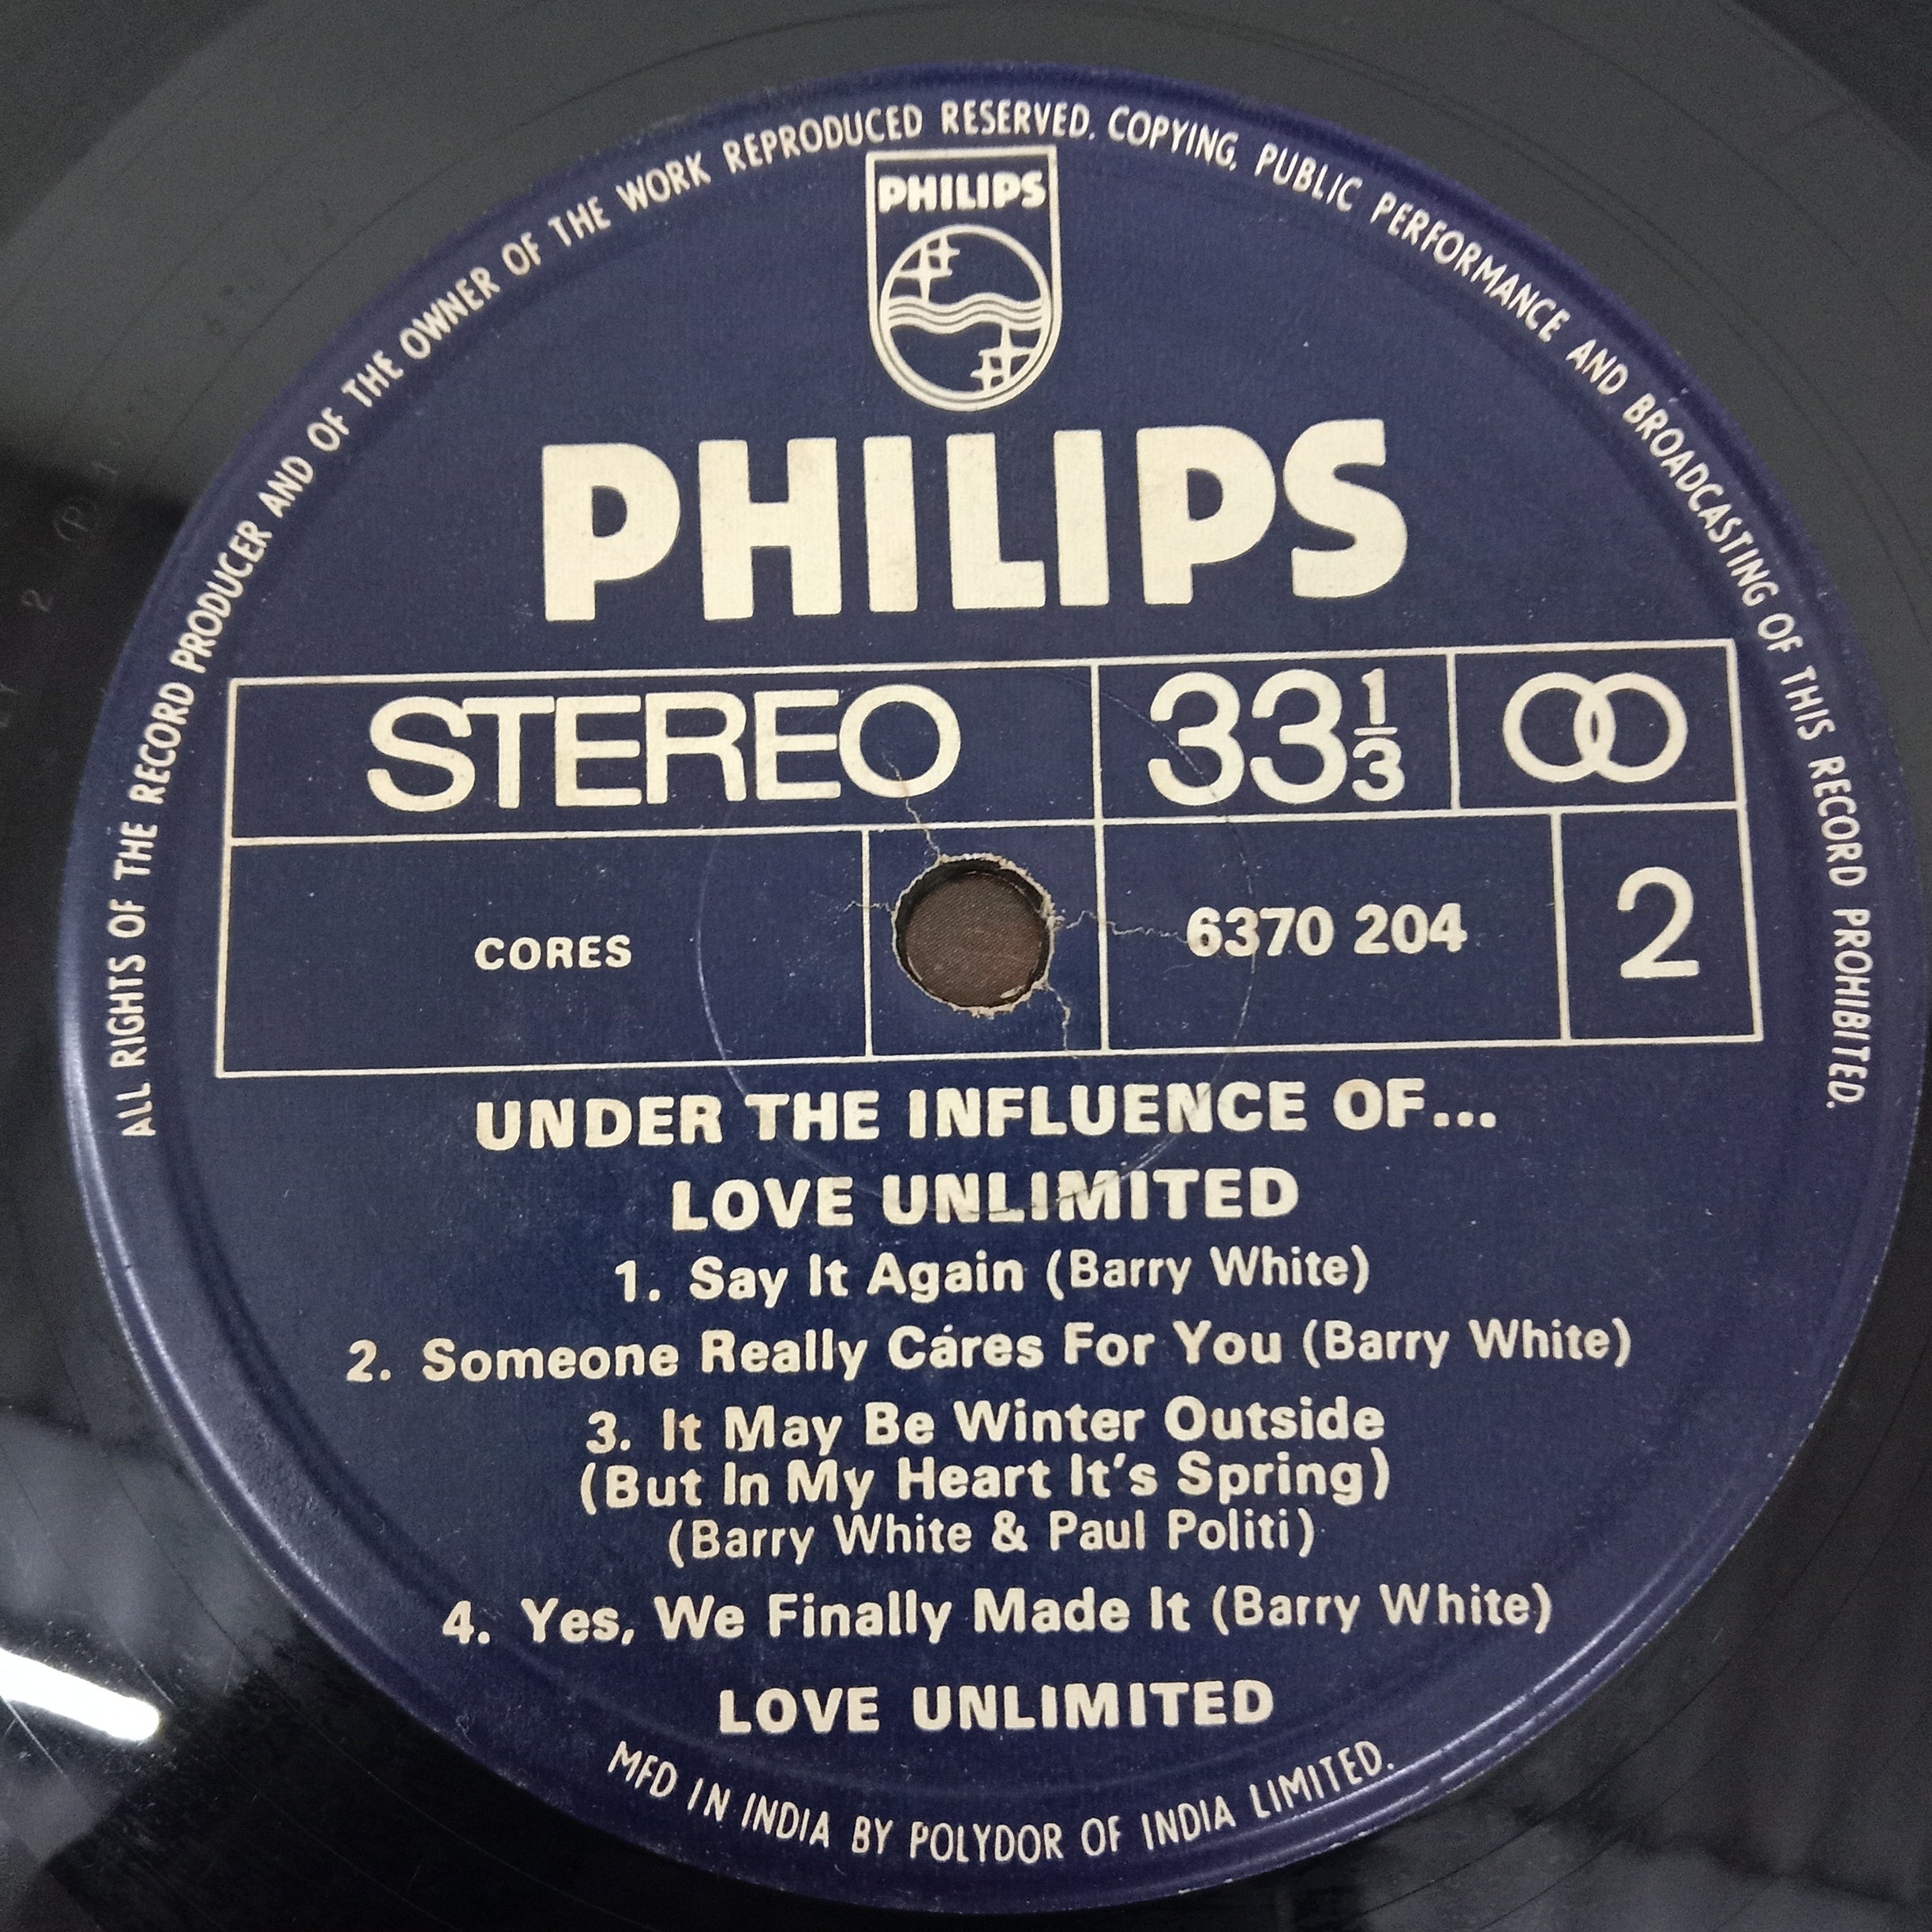 ALL RIGHTS OF THE RECORD PRODUCER AND OF THE OWNER OF THE WORK REPRODUCED RESERVED. COPYING, PUBLIC PERFORMANCE AND BROADCASTING OF THIS RECORD PROHIBITED.
PHILIPS
PHILIPS
STEREO 33 1/3
CORES 6370 204 2
UNDER THE INFLUENCE OF...
LOVE UNLIMITED
1. Say It Again (Barry White)
2. Someone Really Cares For You (Barry White)
3. It May Be Winter Outside
(But In My Heart It's Spring)
(Barry White & Paul Politi)
4. Yes, We Finally Made It (Barry White)
LOVE UNLIMITED
MFD IN INDIA BY POLYDOR OF INDIA LIMITED.